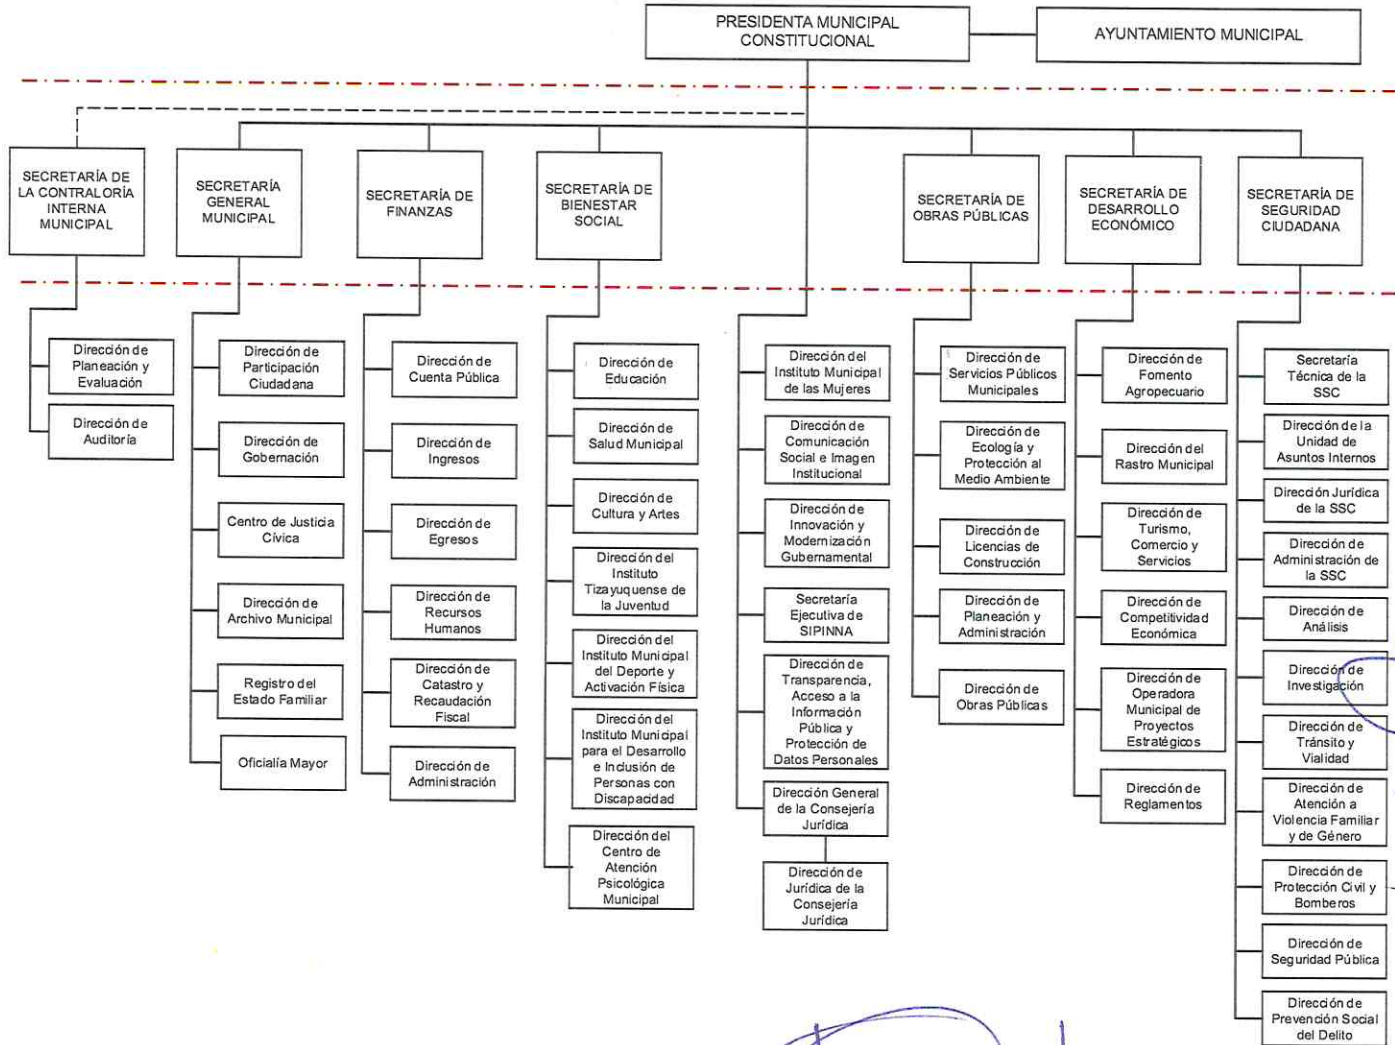 PRESIDENTA MUNICIPAL
CONSTITUCIONAL
AYUNTAMIENTO MUNICIPAL
SECRETARÍA DE
LA CONTRALORÍA
INTERNA
MUNICIPAL
SECRETARÍA
GENERAL
MUNICIPAL
SECRETARÍA DE
FINANZAS
SECRETARÍA DE
BIENESTAR
SOCIAL
SECRETARÍA DE
OBRAS PÚBLICAS
SECRETARÍA DE
DESARROLLO
ECONÓMICO
SECRETARÍA DE
SEGURIDAD
CIUDADANA
Dirección de
Planeación y
Evaluación
Dirección de
Auditoría
Dirección de
Participación
Ciudadana
Dirección de
Gobernación
Centro de Justicia
Cívica
Dirección de
Archivo Municipal
Registro del
Estado Familiar
Oficialía Mayor
Dirección de
Cuenta Pública
Dirección de
Ingresos
Dirección de
Egresos
Dirección de
Recursos
Humanos
Dirección de
Catastro y
Recaudación
Fiscal
Dirección de
Administración
Dirección de
Educación
Dirección de
Salud Municipal
Dirección de
Cultura y Artes
Dirección del
Instituto
Tizayuquense de
la Juventud
Dirección del
Instituto Municipal
del Deporte y
Activación Física
Dirección del
Instituto Municipal
para el Desarrollo
e Inclusión de
Personas con
Discapacidad
Dirección del
Centro de
Atención
Psicológica
Municipal
Dirección del
Instituto Municipal
de las Mujeres
Dirección de
Comunicación
Social e Imagen
Institucional
Dirección de
Innovación y
Modernización
Gubernamental
Secretaría
Ejecutiva de
SIPINNA
Dirección de
Transparencia,
Acceso a la
Información
Pública y
Protección de
Datos Personales
Dirección General
de la Consejería
Jurídica
Dirección de
Jurídica de la
Consejería
Jurídica
Dirección de
Servicios Públicos
Municipales
Dirección de
Ecología y
Protección al
Medio Ambiente
Dirección de
Licencias de
Construcción
Dirección de
Planeación y
Administración
Dirección de
Obras Públicas
Dirección de
Fomento
Agropecuario
Dirección del
Rastro Municipal
Dirección de
Turismo,
Comercio y
Servicios
Dirección de
Competitividad
Económica
Dirección de
Operadora
Municipal de
Proyectos
Estratégicos
Dirección de
Reglamentos
Secretaría
Técnica de la
SSC
Dirección de la
Unidad de
Asuntos Internos
Dirección Jurídica
de la SSC
Dirección de
Administración de
la SSC
Dirección de
Análisis
Dirección de
Investigación
Dirección de
Tránsito y
Vialidad
Dirección de
Atención a
Violencia Familiar
y de Género
Dirección de
Protección Civil y
Bomberos
Dirección de
Seguridad Pública
Dirección de
Prevención Social
del Delito